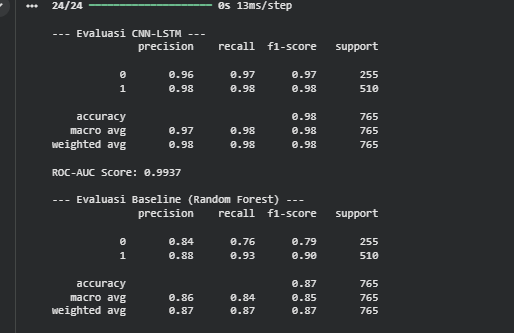 ••• 24/24 ━━━━━━━━━━━━━━━━━━━━ 0s 13ms/step
--- Evaluasi CNN-LSTM ---
precision recall f1-score support
0 0.96 0.97 0.97 255
1 0.98 0.98 0.98 510
accuracy 0.98 765
macro avg 0.97 0.98 0.98 765
weighted avg 0.98 0.98 0.98 765
ROC-AUC Score: 0.9937
--- Evaluasi Baseline (Random Forest) ---
precision recall f1-score support
0 0.84 0.76 0.79 255
1 0.88 0.93 0.90 510
accuracy 0.87 765
macro avg 0.86 0.84 0.85 765
weighted avg 0.87 0.87 0.87 765